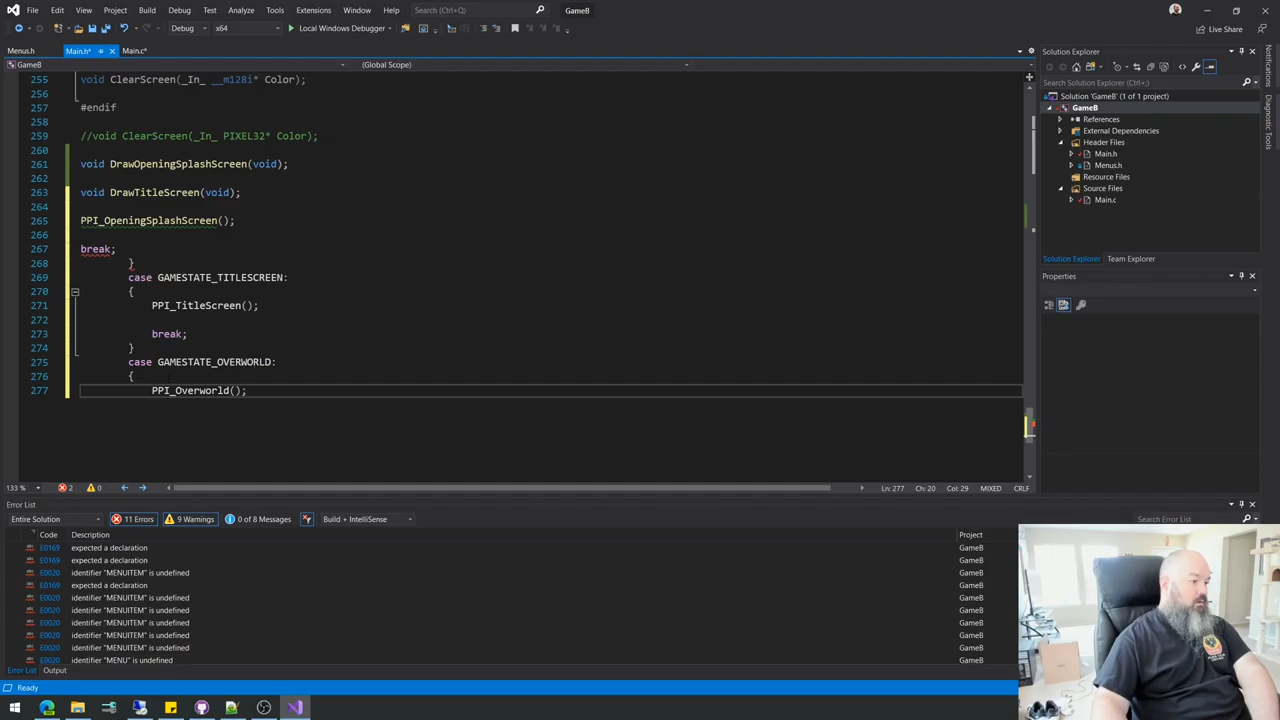 File Edit View Git Project Build Debug Test Analyze Tools Extensions Window Help Search (Ctrl+Q) GameB
Debug x64 Local Windows Debugger Live Share
Menus.h Main.h* Main.c*
GameB (Global Scope)
255 void ClearScreen(_In_ __m128i* Color);
256
257 #endif
258
259 //void ClearScreen(_In_ PIXEL32* Color);
260
261 void DrawOpeningSplashScreen(void);
262
263 void DrawTitleScreen(void);
264
265 PPI_OpeningSplashScreen();
266
267 break;
268 }
269 case GAMESTATE_TITLESCREEN:
270 {
271 PPI_TitleScreen();
272
273 break;
274 }
275 case GAMESTATE_OVERWORLD:
276 {
277 PPI_Overworld();
133 % 2 0 Ln: 277 Ch: 20 Col: 29 MIXED CRLF
Solution Explorer
Search Solution Explorer (Ctrl+;)
Solution 'GameB' (1 of 1 project)
GameB
References
External Dependencies
Header Files
Main.h
Menus.h
Resource Files
Source Files
Main.c
Solution Explorer Team Explorer
Properties
Notifications
Diagnostic Tools
Error List
Entire Solution 11 Errors 9 Warnings 0 of 8 Messages Build + IntelliSense Search Error List
Code Description Project
E0169 expected a declaration GameB
E0169 expected a declaration GameB
E0020 identifier "MENUITEM" is undefined GameB
E0169 expected a declaration GameB
E0020 identifier "MENUITEM" is undefined GameB
E0020 identifier "MENUITEM" is undefined GameB
E0020 identifier "MENUITEM" is undefined GameB
E0020 identifier "MENUITEM" is undefined GameB
E0020 identifier "MENUITEM" is undefined GameB
E0020 identifier "MENU" is undefined GameB
Error List Output
Ready